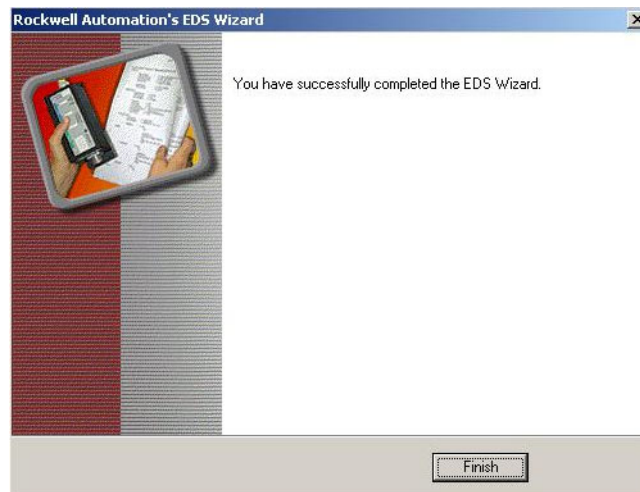 Rockwell Automation's EDS Wizard
You have successfully completed the EDS Wizard.
Finish